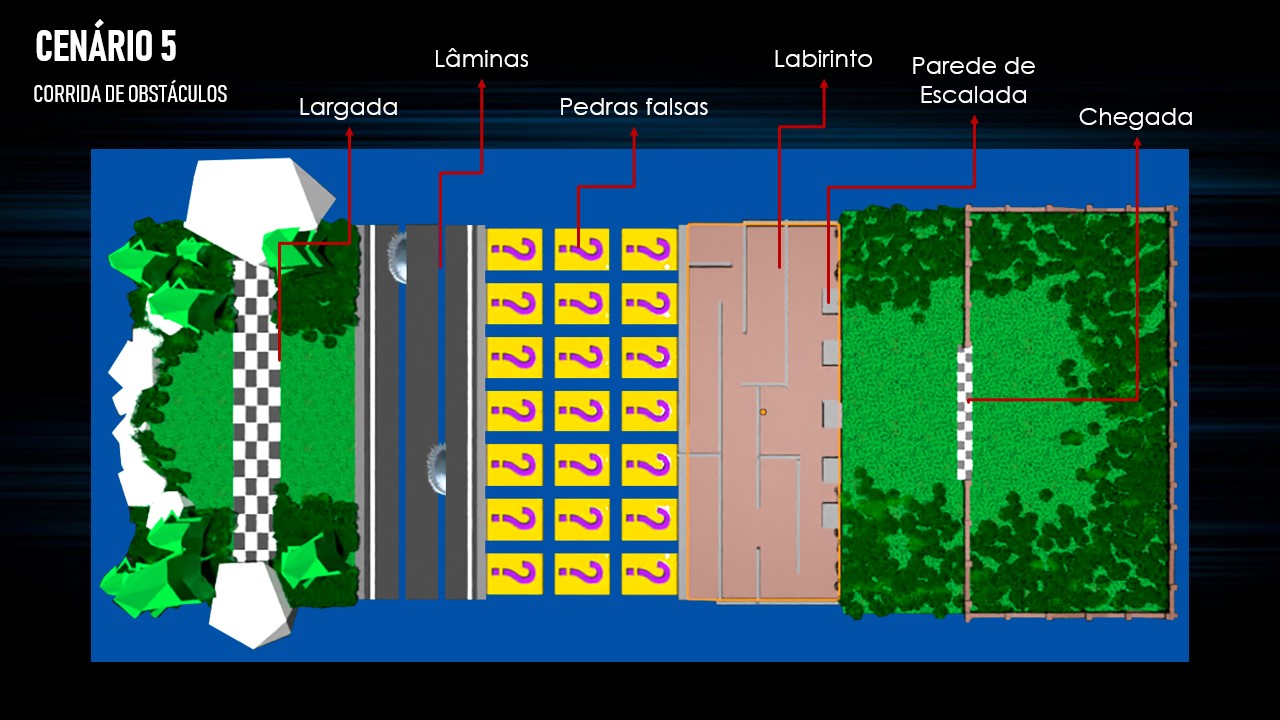 CENÁRIO 5
CORRIDA DE OBSTÁCULOS
Largada
Lâminas
Pedras falsas
Labirinto
Parede de
Escalada
Chegada
? ? ?
? ? ?
? ? ?
? ? ?
? ? ?
? ? ?
? ? ?